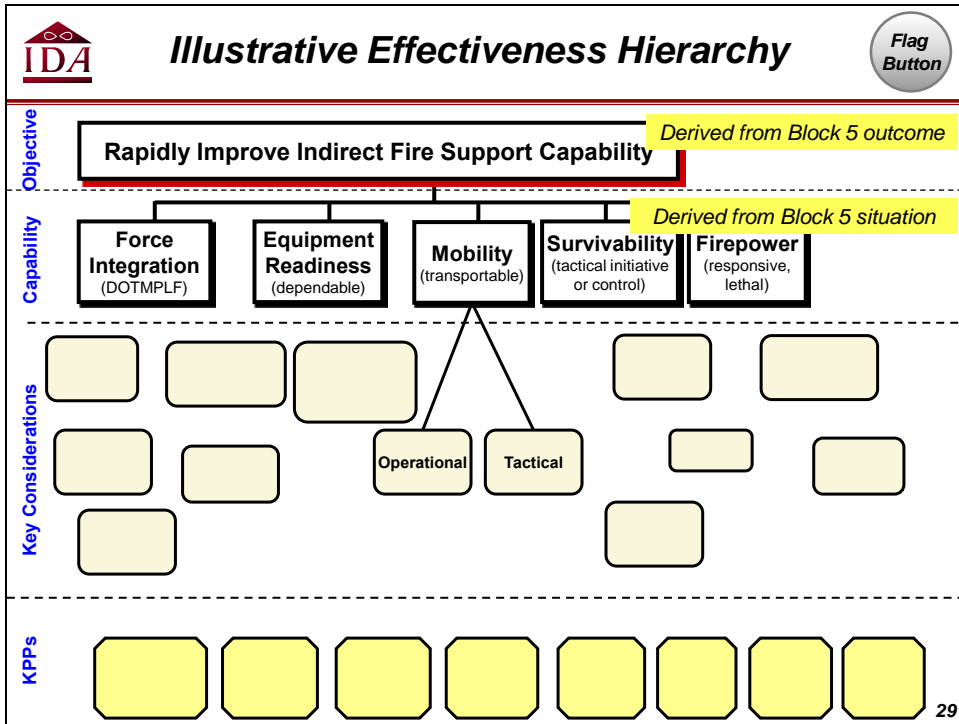 IDA
Illustrative Effectiveness Hierarchy
Flag
Button
Objective
Derived from Block 5 outcome
Rapidly Improve Indirect Fire Support Capability
Capability
Derived from Block 5 situation
Force
Integration
(DOTMPLF)
Equipment
Readiness
(dependable)
Mobility
(transportable)
Survivability
(tactical initiative
or control)
Firepower
(responsive,
lethal)
Key Considerations
Operational
Tactical
KPPs
29